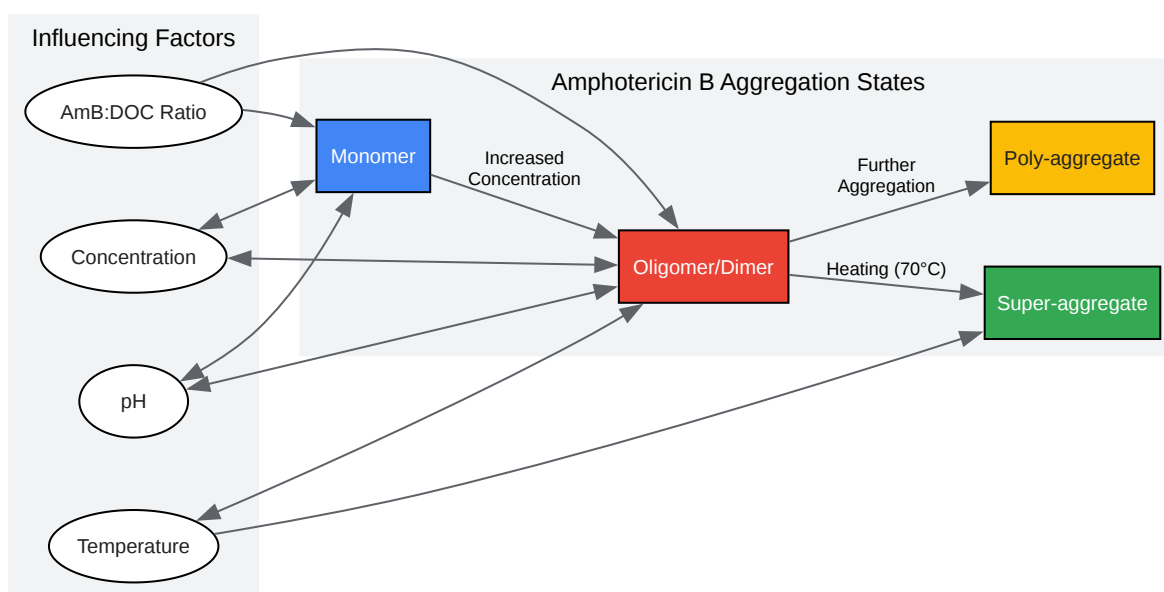 Influencing Factors
AmB:DOC Ratio
Concentration
pH
Temperature
Amphotericin B Aggregation States
Monomer
Increased
Concentration
Oligomer/Dimer
Further
Aggregation
Heating (70°C)
Poly-aggregate
Super-aggregate